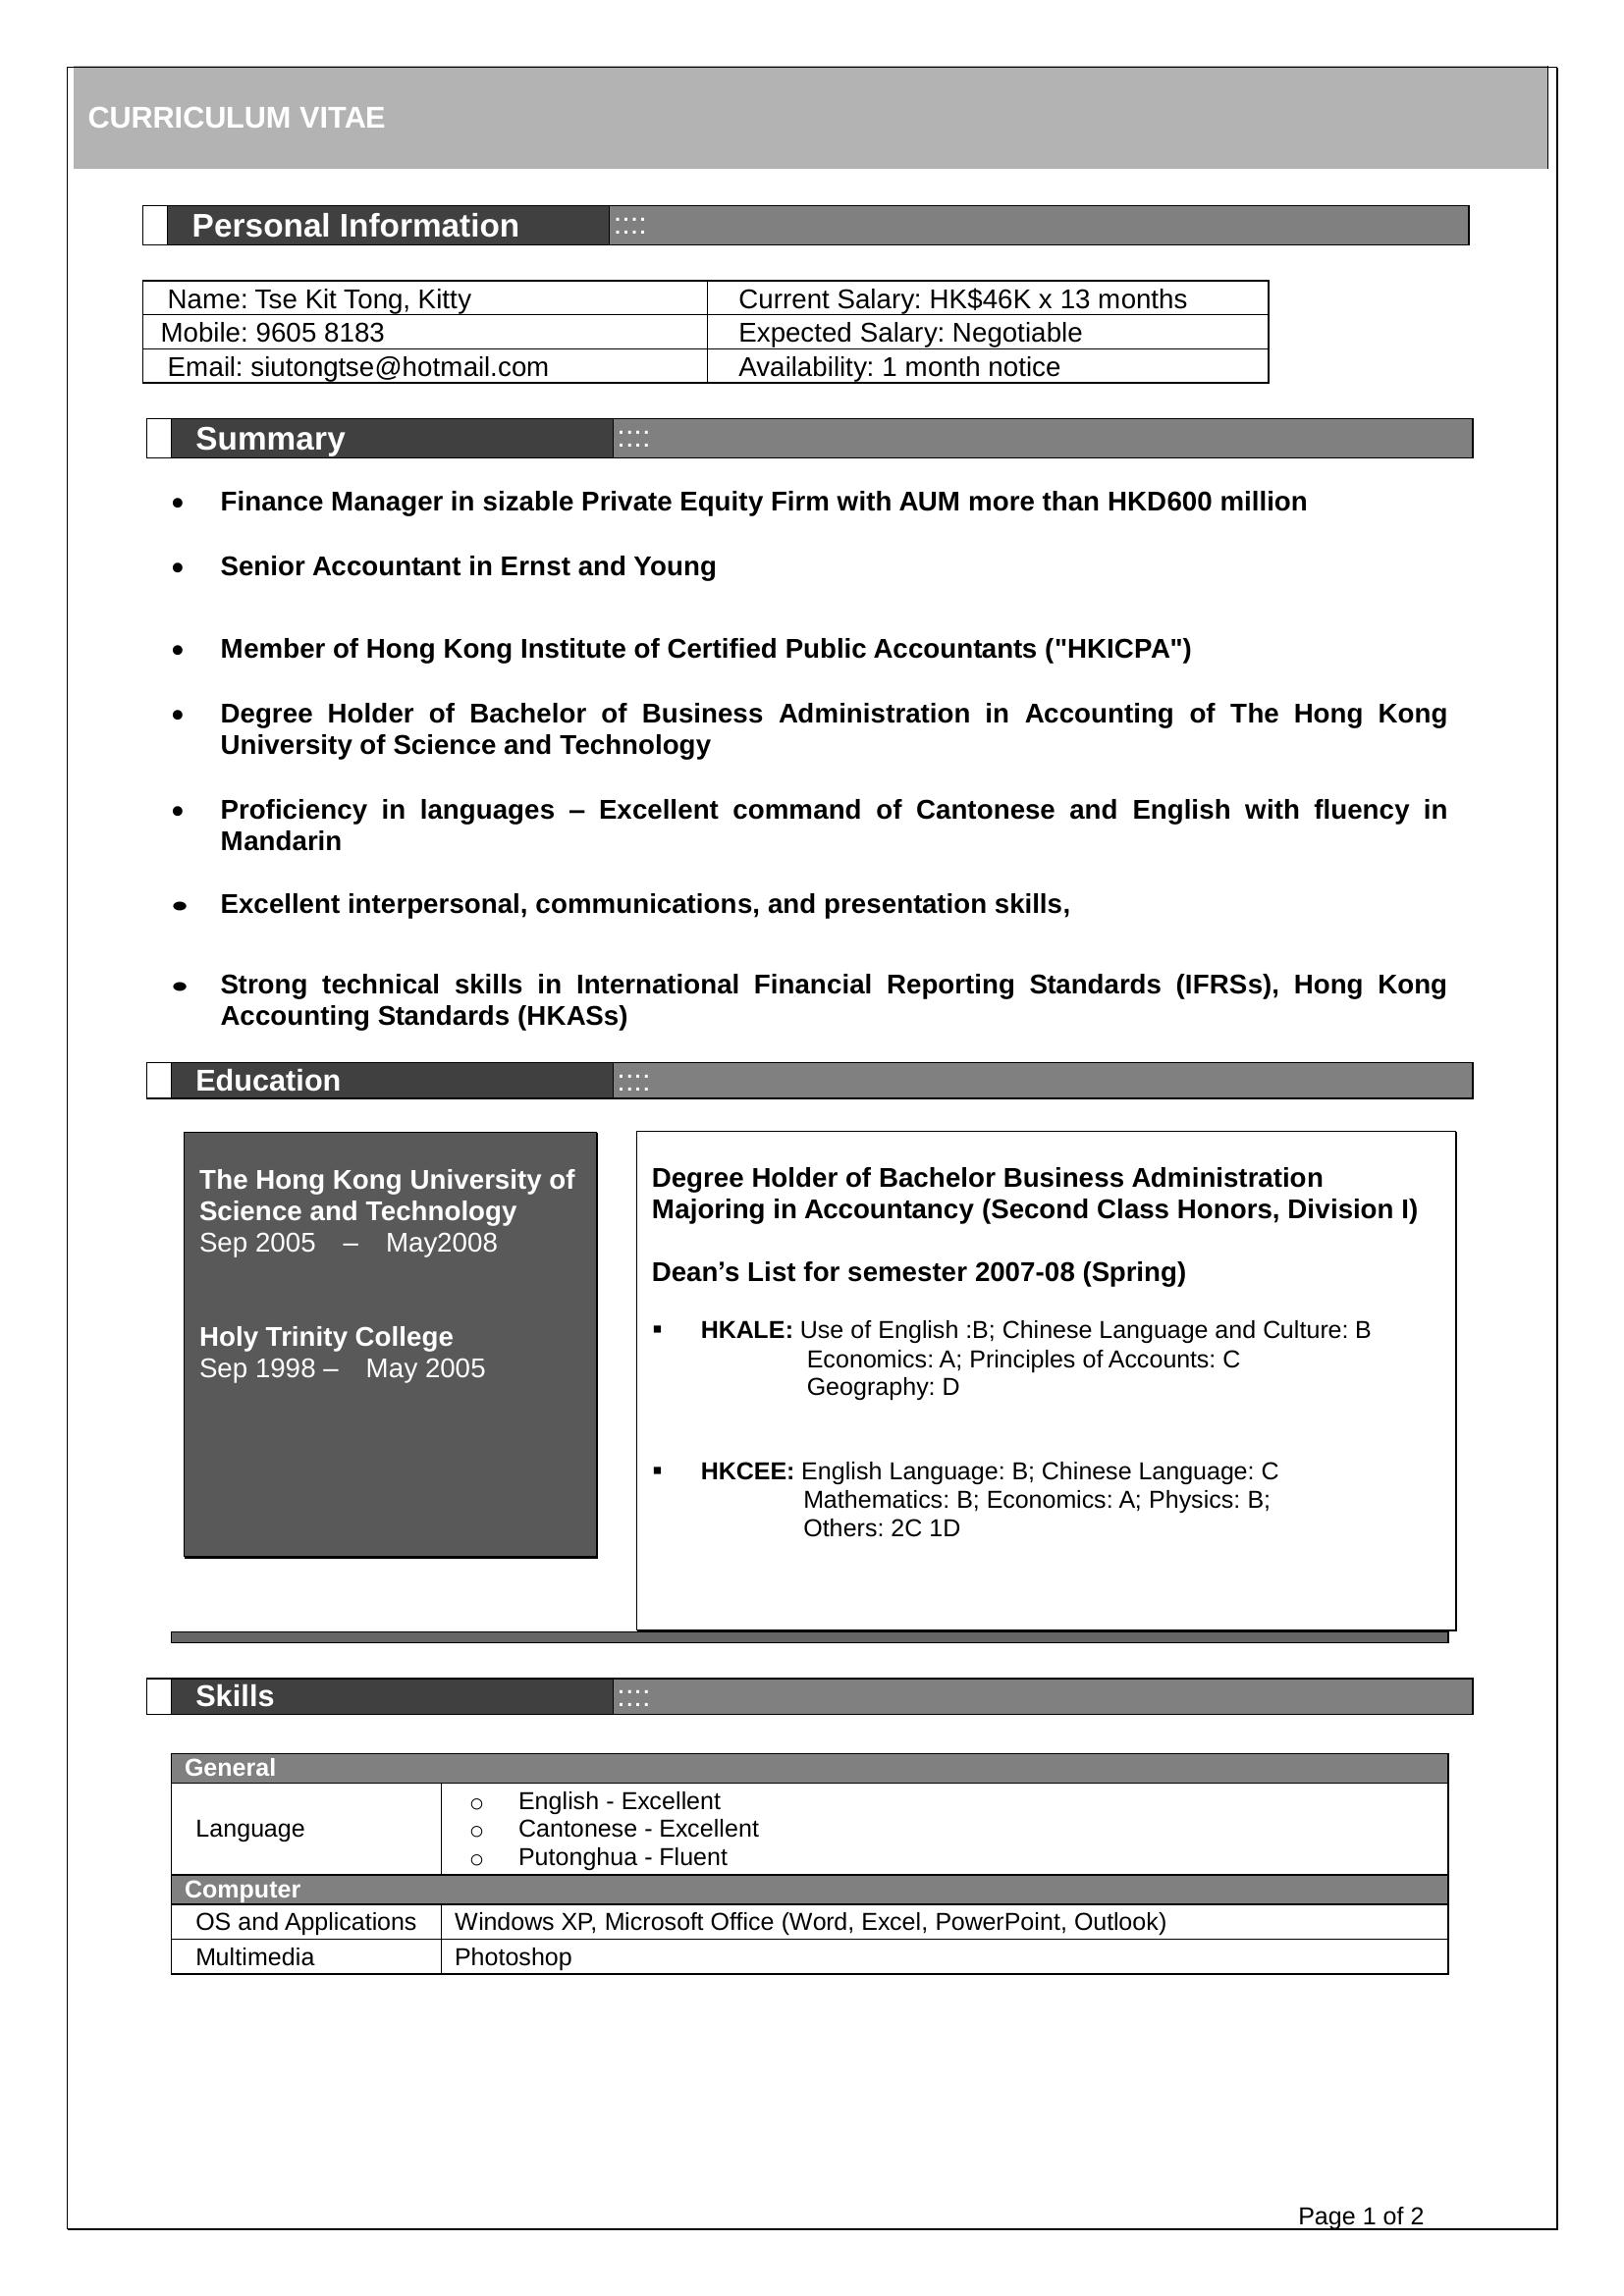 CURRICULUM VITAE
Personal Information ::::
Name: Tse Kit Tong, Kitty Current Salary: HK$46K x 13 months
Mobile: 9605 8183 Expected Salary: Negotiable
Email: siutongtse@hotmail.com Availability: 1 month notice
Summary ::::
• Finance Manager in sizable Private Equity Firm with AUM more than HKD600 million
• Senior Accountant in Ernst and Young
• Member of Hong Kong Institute of Certified Public Accountants ("HKICPA")
• Degree Holder of Bachelor of Business Administration in Accounting of The Hong Kong
University of Science and Technology
• Proficiency in languages – Excellent command of Cantonese and English with fluency in
Mandarin
• Excellent interpersonal, communications, and presentation skills,
• Strong technical skills in International Financial Reporting Standards (IFRSs), Hong Kong
Accounting Standards (HKASs)
Education ::::
The Hong Kong University of
Science and Technology
Sep 2005 – May2008
Holy Trinity College
Sep 1998 – May 2005
Degree Holder of Bachelor Business Administration
Majoring in Accountancy (Second Class Honors, Division I)
Dean’s List for semester 2007-08 (Spring)
▪ HKALE: Use of English :B; Chinese Language and Culture: B
Economics: A; Principles of Accounts: C
Geography: D
▪ HKCEE: English Language: B; Chinese Language: C
Mathematics: B; Economics: A; Physics: B;
Others: 2C 1D
Skills ::::
General
Language
o English - Excellent
o Cantonese - Excellent
o Putonghua - Fluent
Computer
OS and Applications Windows XP, Microsoft Office (Word, Excel, PowerPoint, Outlook)
Multimedia Photoshop
Page 1 of 2